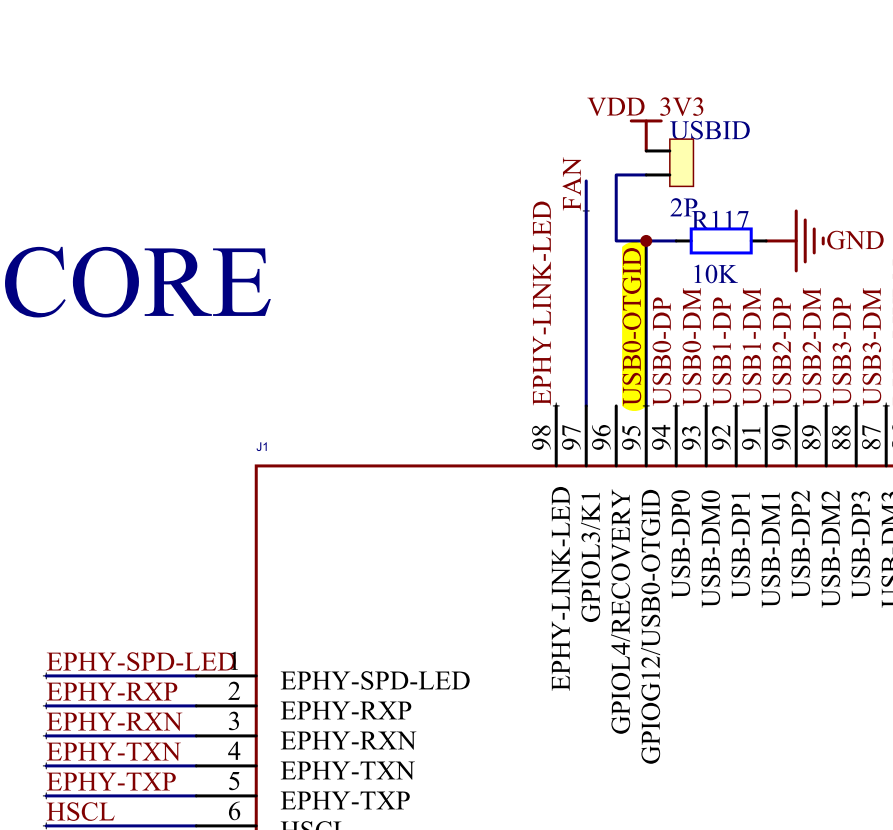 VDD_3V3
USBID
2P
R117
10K
GND
CORE
FAN
EPHY-LINK-LED
USB0-OTGID
USB0-DP
USB0-DM
USB1-DP
USB1-DM
USB2-DP
USB2-DM
USB3-DP
USB3-DM
98
97
96
95
94
93
92
91
90
89
88
87
J1
EPHY-LINK-LED
GPIOL3/K1
GPIOL4/RECOVERY
GPIOG12/USB0-OTGID
USB-DP0
USB-DM0
USB-DP1
USB-DM1
USB-DP2
USB-DM2
USB-DP3
USB-DM3
EPHY-SPD-LED 1
EPHY-SPD-LED
EPHY-RXP 2
EPHY-RXP
EPHY-RXN 3
EPHY-RXN
EPHY-TXN 4
EPHY-TXN
EPHY-TXP 5
EPHY-TXP
HSCL 6
HSCL